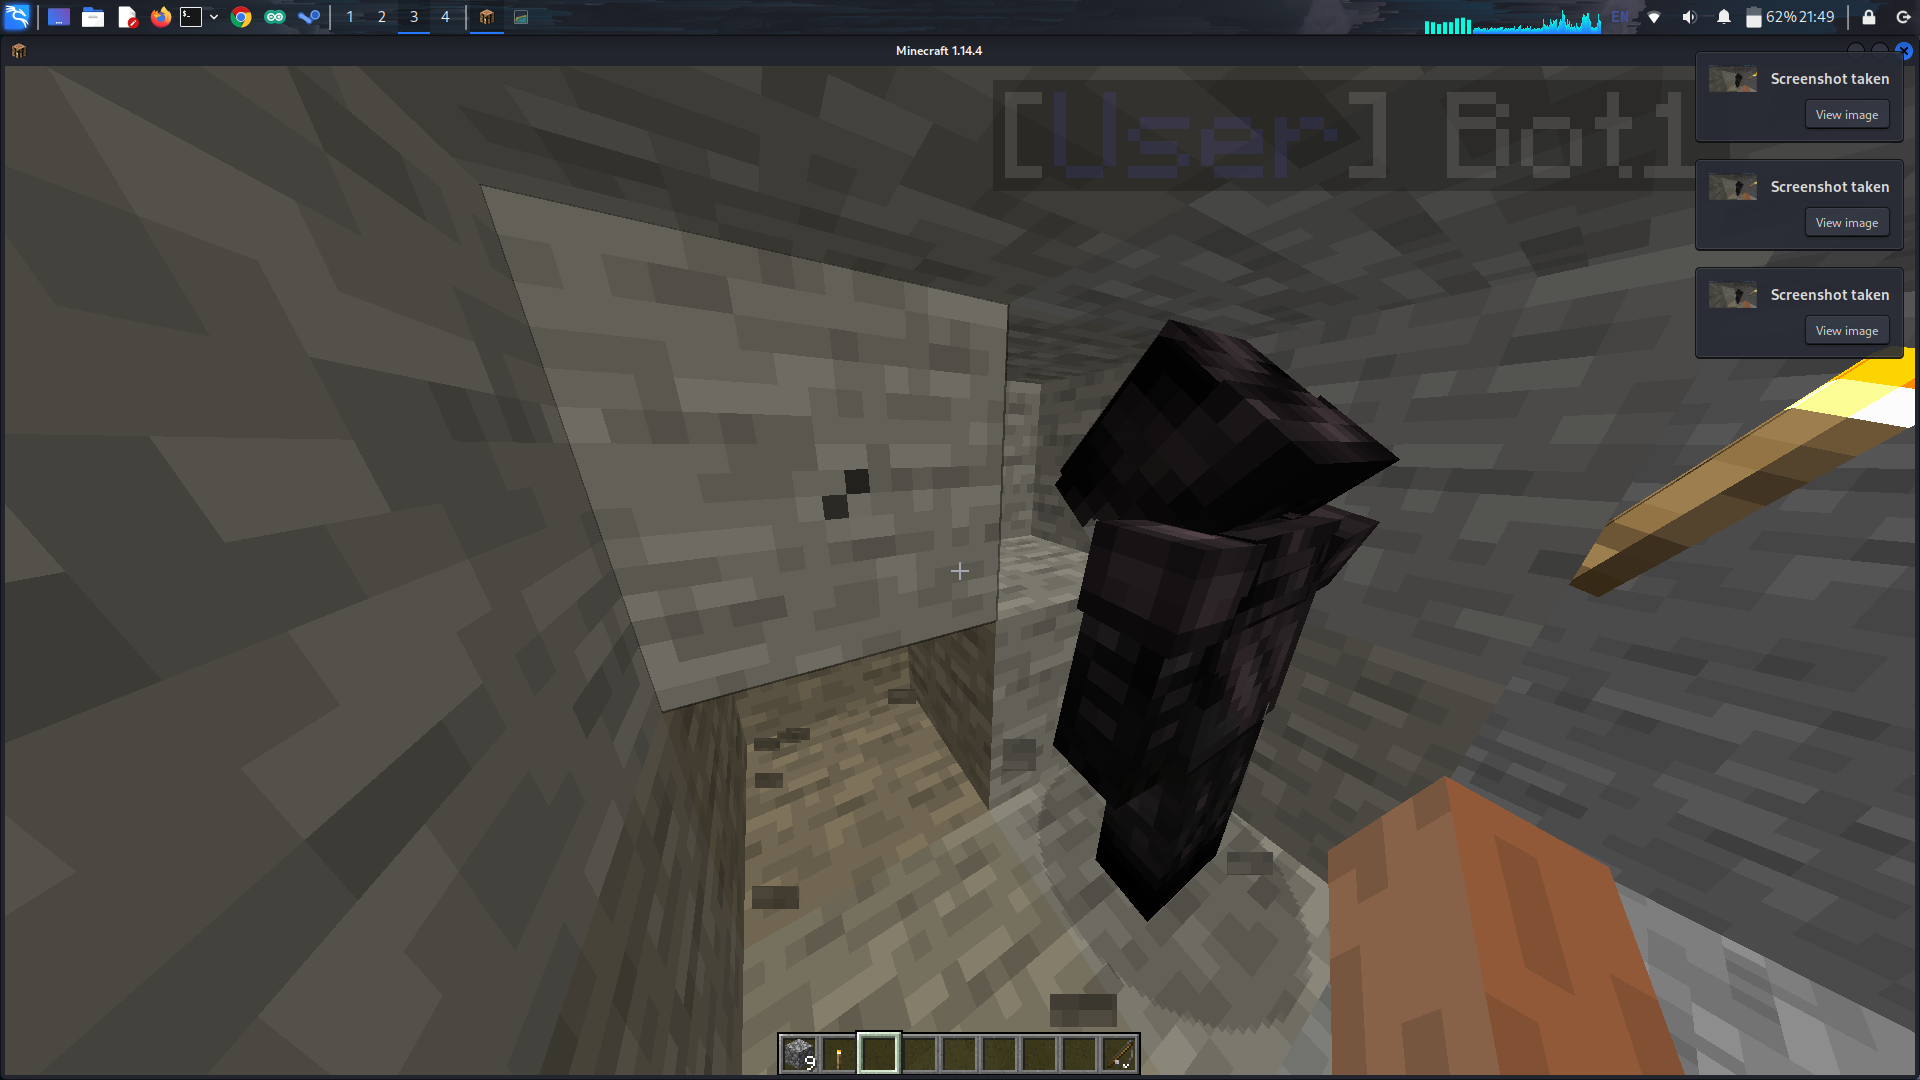 1 2 3 4
EN 62% 21:49
Minecraft 1.14.4
[User] Bot1
Screenshot taken
View image
Screenshot taken
View image
Screenshot taken
View image
9